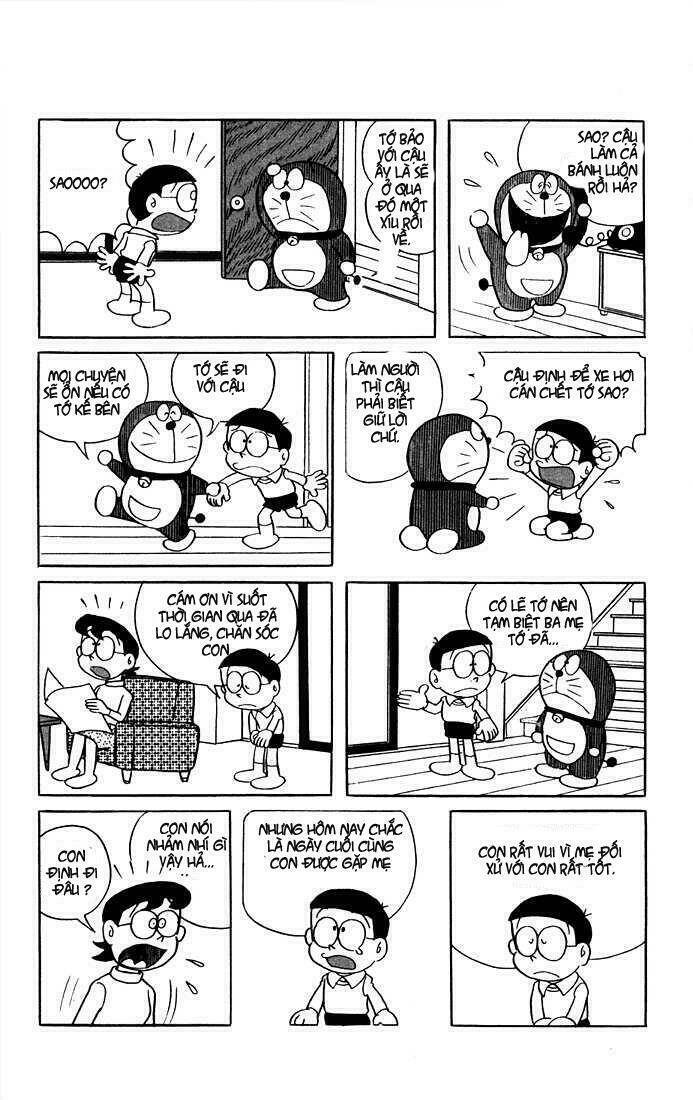 SAO? CẬU
LÀM CẢ
BÁNH LUÔN
RỒI HẢ?
TỚ BẢO
VỚI CẬU
ẤY LÀ SẼ
Ở QUA
ĐÓ MỘT
XÍU RỒI
VỀ.
SAOOOO?
CẬU ĐỊNH ĐỂ XE HƠI
CÁN CHẾT TỚ SAO?
LÀM NGƯỜI
THÌ CẬU
PHẢI BIẾT
GIỮ LỜI
CHỨ.
TỚ SẼ ĐI
VỚI CẬU
MỌI CHUYỆN
SẼ ỔN NẾU CÓ
TỚ KẾ BÊN
CÓ LẼ TỚ NÊN
TẠM BIỆT BA MẸ
TỚ ĐÃ...
CẢM ƠN VÌ SUỐT
THỜI GIAN QUA ĐÃ
LO LẮNG, CHĂN SÓC
CON
CON RẤT VUI VÌ MẸ ĐỐI
XỬ VỚI CON RẤT TỐT.
NHƯNG HÔM NAY CHẮC
LÀ NGÀY CUỐI CÙNG
CON ĐƯỢC GẶP MẸ
CON NÓI
NHẢM NHÍ GÌ
VẬY HẢ...
CON
ĐỊNH ĐI
ĐÂU ?